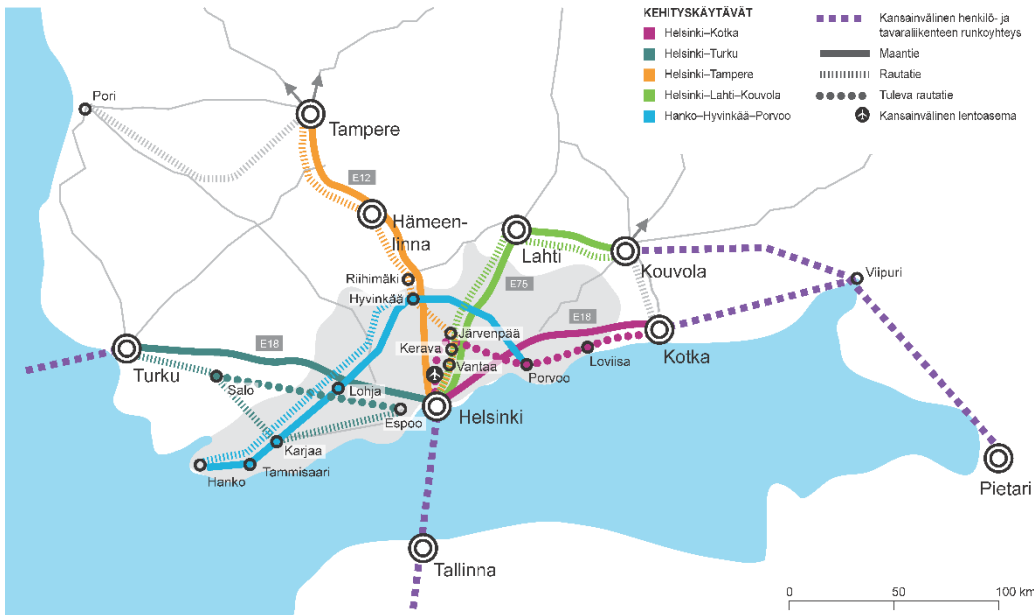 KEHITYSKÄYTÄVÄT
Helsinki–Kotka
Helsinki–Turku
Helsinki–Tampere
Helsinki–Lahti–Kouvola
Hanko–Hyvinkää–Porvoo
Kansainvälinen henkilö- ja
tavaraliikenteen runkoyhteys
Maantie
Rautatie
Tuleva rautatie
Kansainvälinen lentoasema
Pori
Tampere
E12
Hämeen-
linna
Lahti
Kouvola
Riihimäki
Viipuri
Hyvinkää
E75
E18
Järvenpää
E18
Kerava
Kotka
Loviisa
Turku
Vantaa
Porvoo
Salo
Lohja
Helsinki
Espoo
Karjaa
Hanko
Tammisaari
Pietari
Tallinna
0
50
100 km